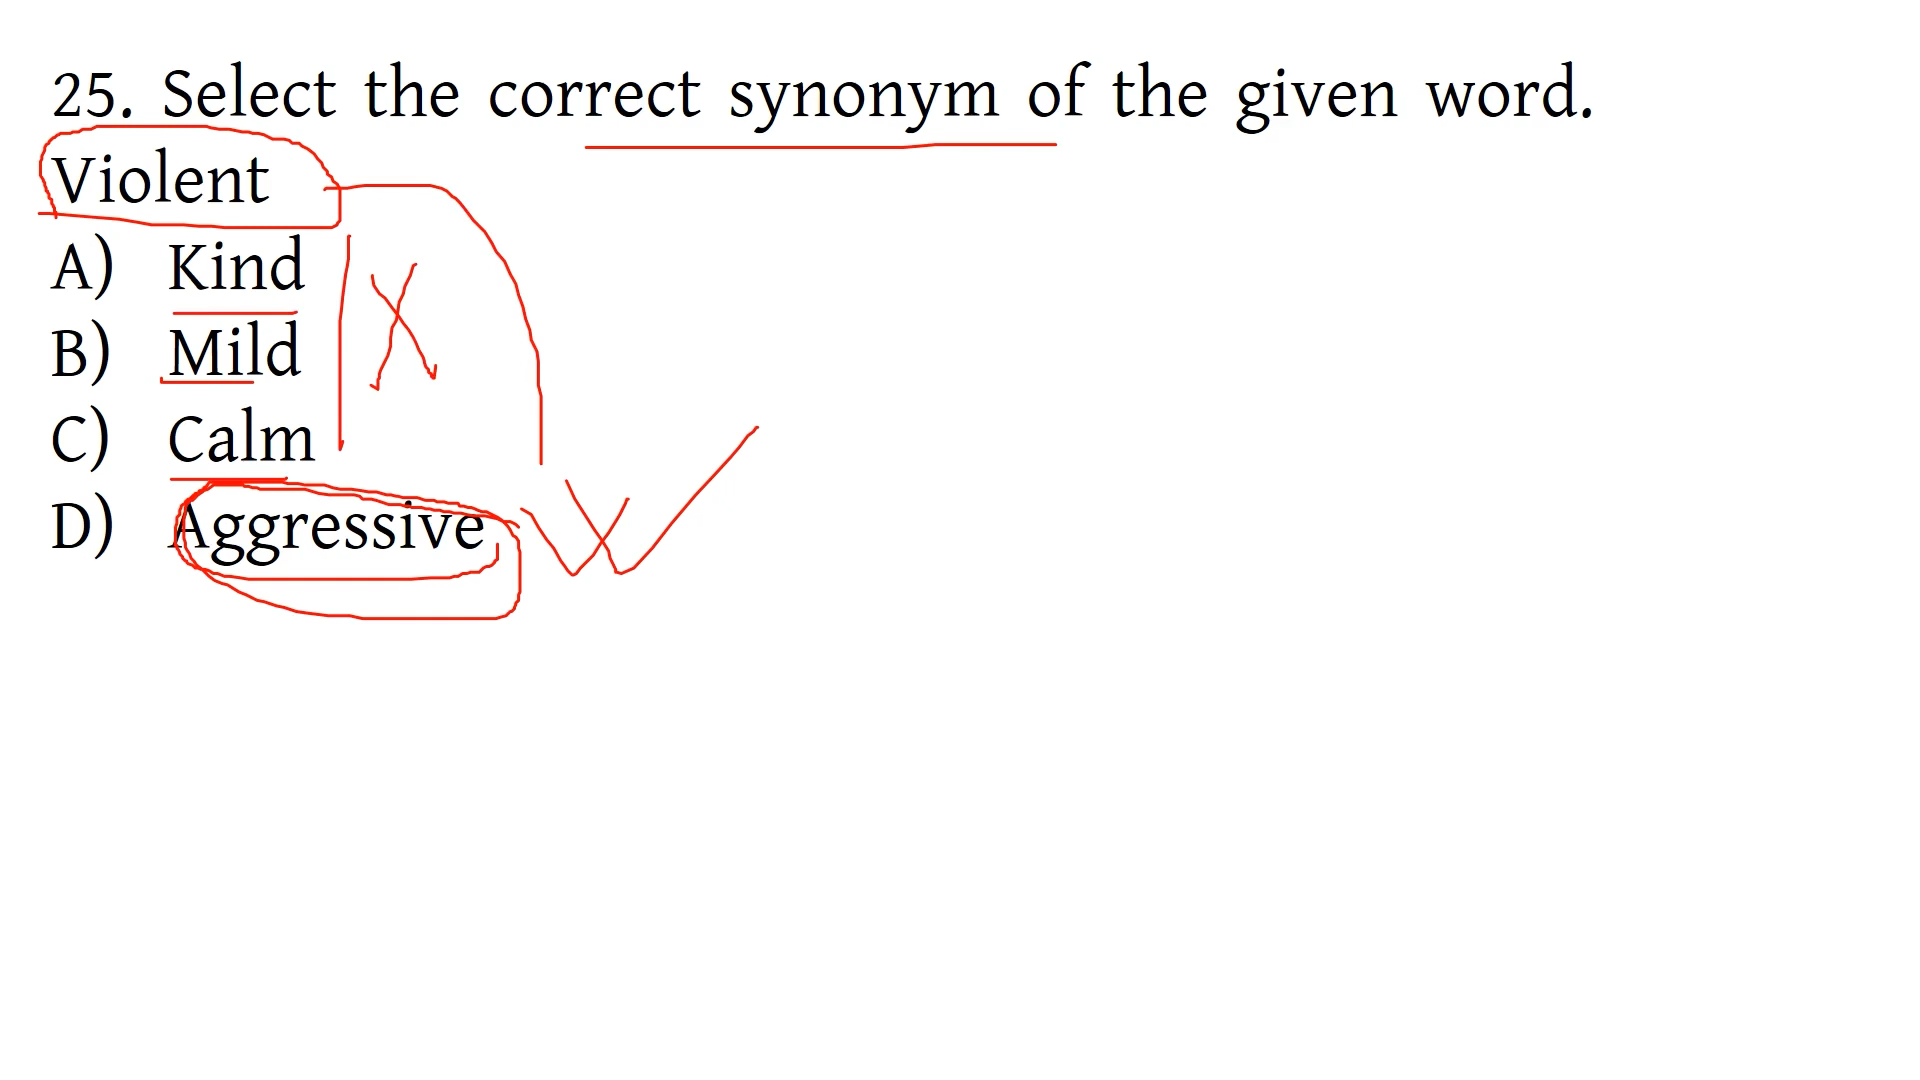 25. Select the correct synonym of the given word.
Violent
A) Kind
B) Mild
C) Calm
D) Aggressive